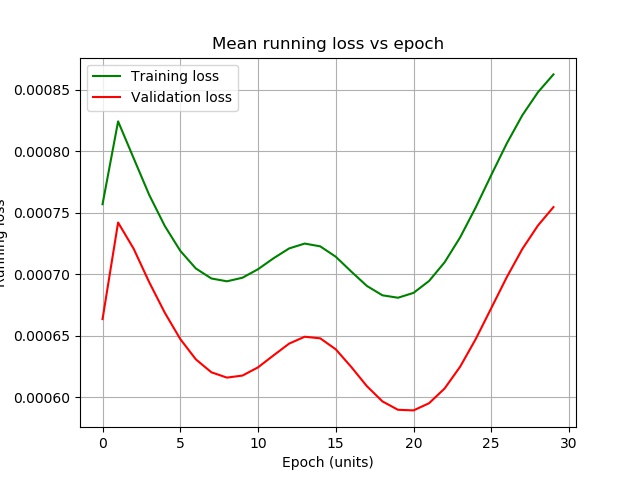 Mean running loss vs epoch
Training loss
Validation loss
0.00085
0.00080
0.00075
0.00070
0.00065
0.00060
Running loss
0 5 10 15 20 25 30
Epoch (units)